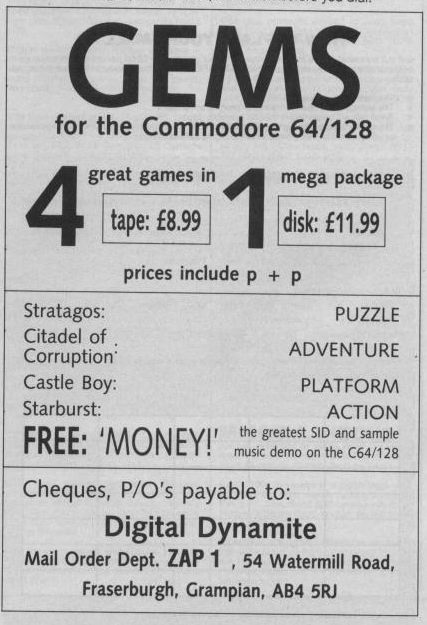 before you dial.
GEMS
for the Commodore 64/128
4 great games in 1 mega package
tape: £8.99 disk: £11.99
prices include p + p
Stratagos: PUZZLE
Citadel of
Corruption: ADVENTURE
Castle Boy: PLATFORM
Starburst: ACTION
FREE: 'MONEY!' the greatest SID and sample
music demo on the C64/128
Cheques, P/O's payable to:
Digital Dynamite
Mail Order Dept. ZAP 1 , 54 Watermill Road,
Fraserburgh, Grampian, AB4 5RJ